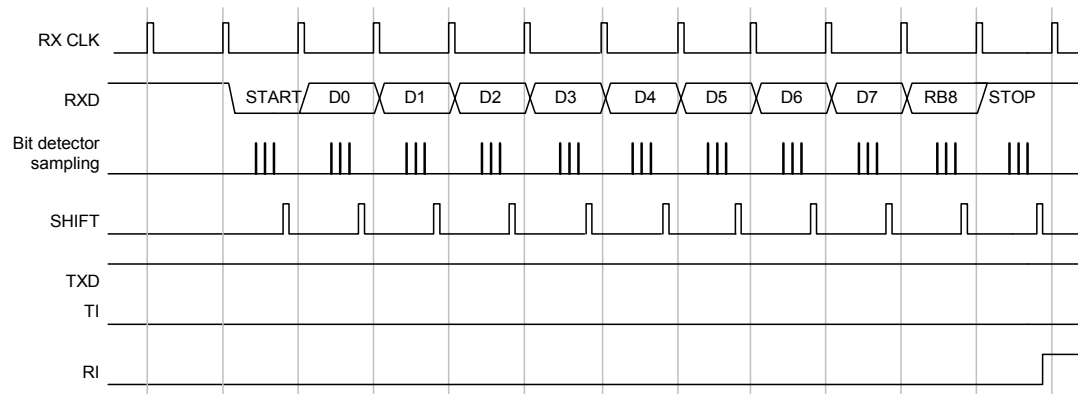 RX CLK
RXD START D0 D1 D2 D3 D4 D5 D6 D7 RB8 STOP
Bit detector
sampling
SHIFT
TXD
TI
RI